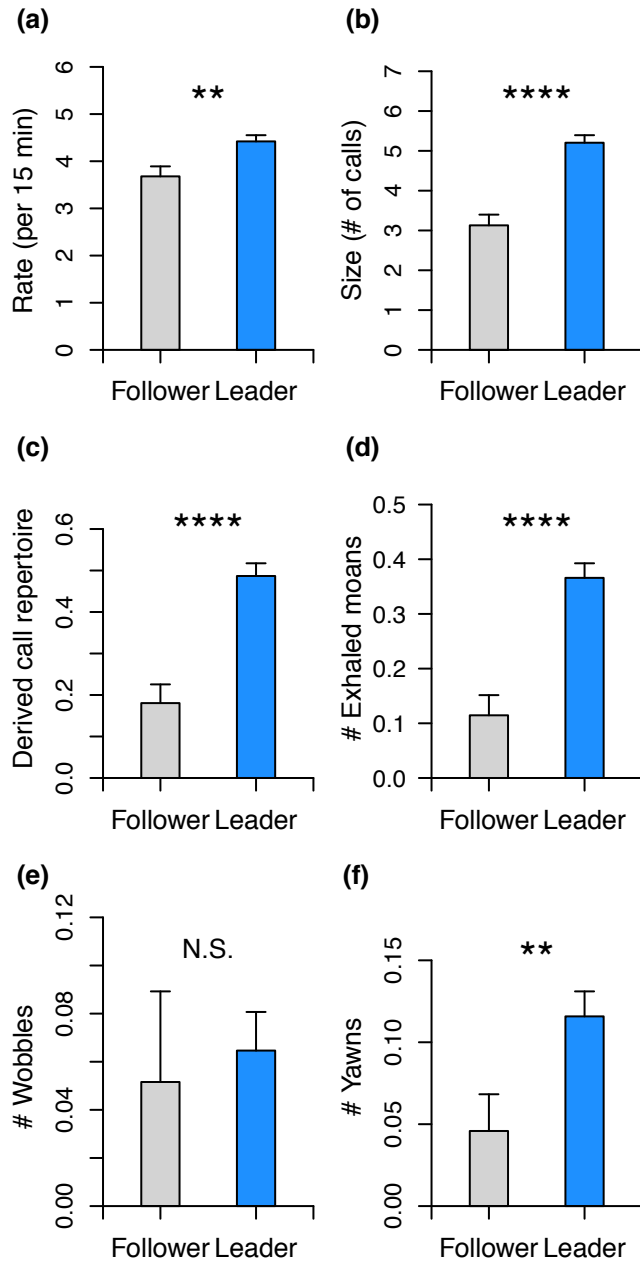 (a)
Rate (per 15 min)
0 1 2 3 4 5 6
**
Follower Leader
(b)
Size (# of calls)
0 1 2 3 4 5 6 7
****
Follower Leader
(c)
Derived call repertoire
0.0 0.2 0.4 0.6
****
Follower Leader
(d)
# Exhaled moans
0.0
0.1
0.2
0.3
0.4
0.5
****
Follower Leader
(e)
# Wobbles
0.00 0.04 0.08 0.12
N.S.
Follower Leader
(f)
# Yawns
0.00 0.05 0.10 0.15
**
Follower Leader